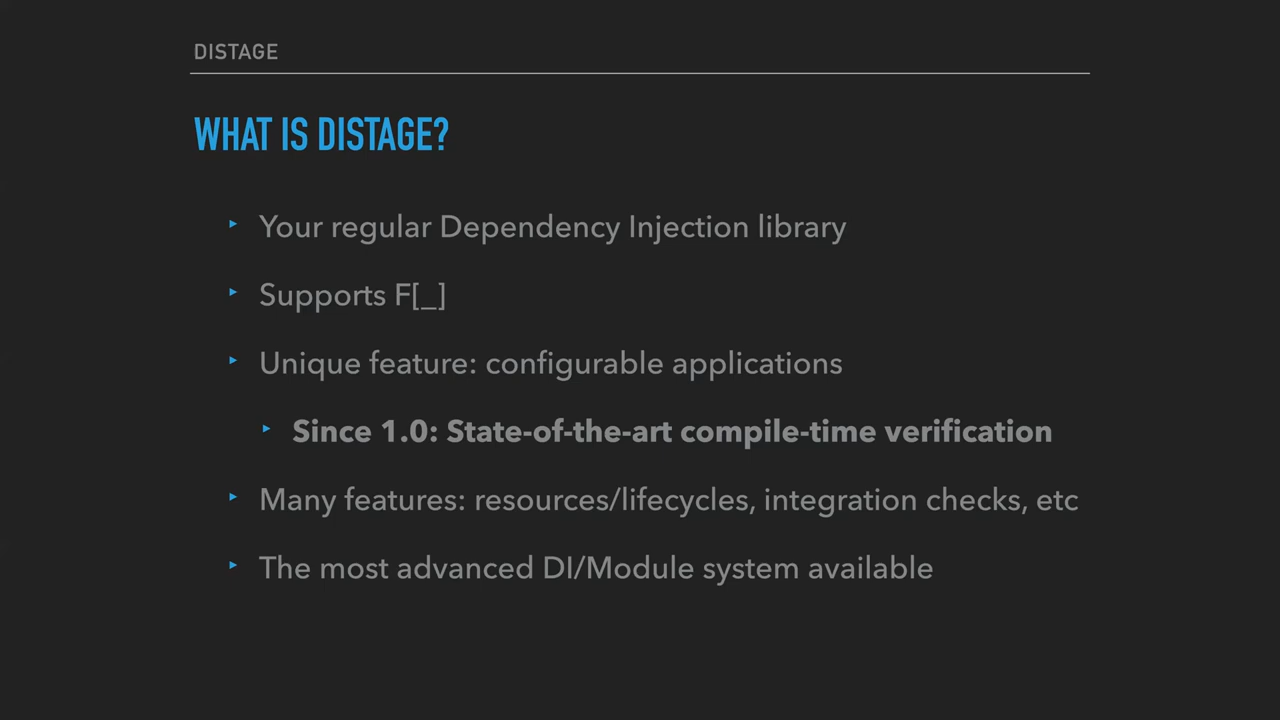 DISTAGE
WHAT IS DISTAGE?
‣ Your regular Dependency Injection library
‣ Supports F[_]
‣ Unique feature: configurable applications
‣ Since 1.0: State-of-the-art compile-time verification
‣ Many features: resources/lifecycles, integration checks, etc
‣ The most advanced DI/Module system available